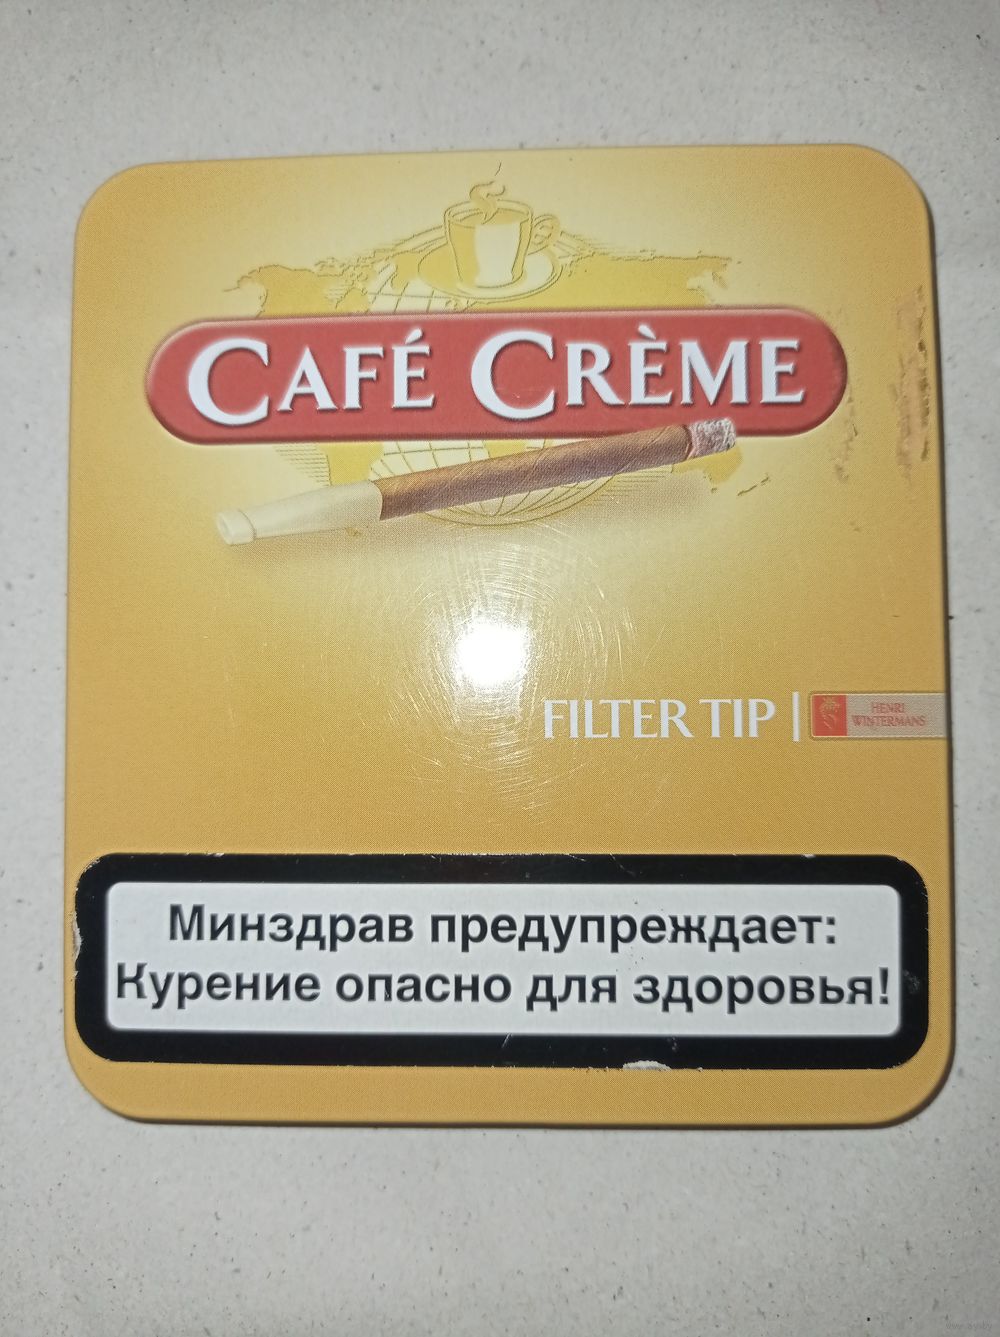 CAFÉ CRÈME
FILTER TIP
HENRI
WINTERMANS
Минздрав предупреждает:
Курение опасно для здоровья!